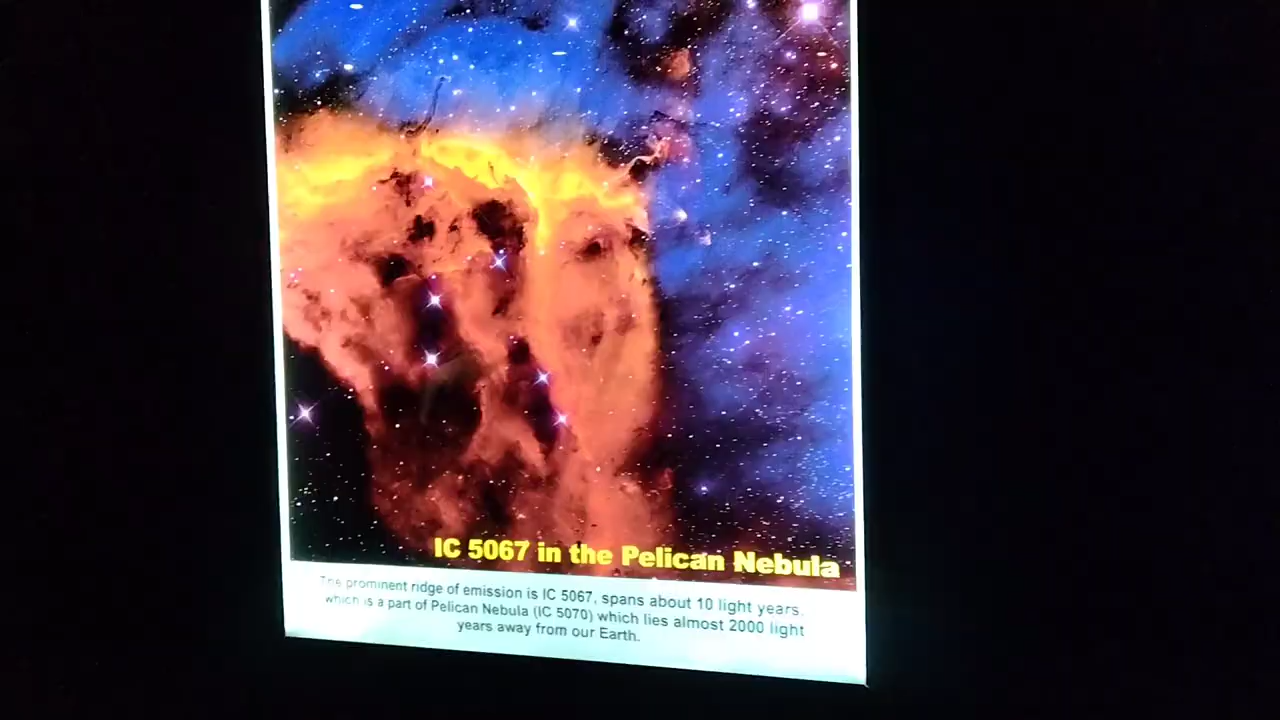 IC 5067 in the Pelican Nebula
The prominent ridge of emission is IC 5067, spans about 10 light years,
which is a part of Pelican Nebula (IC 5070) which lies almost 2000 light
years away from our Earth.